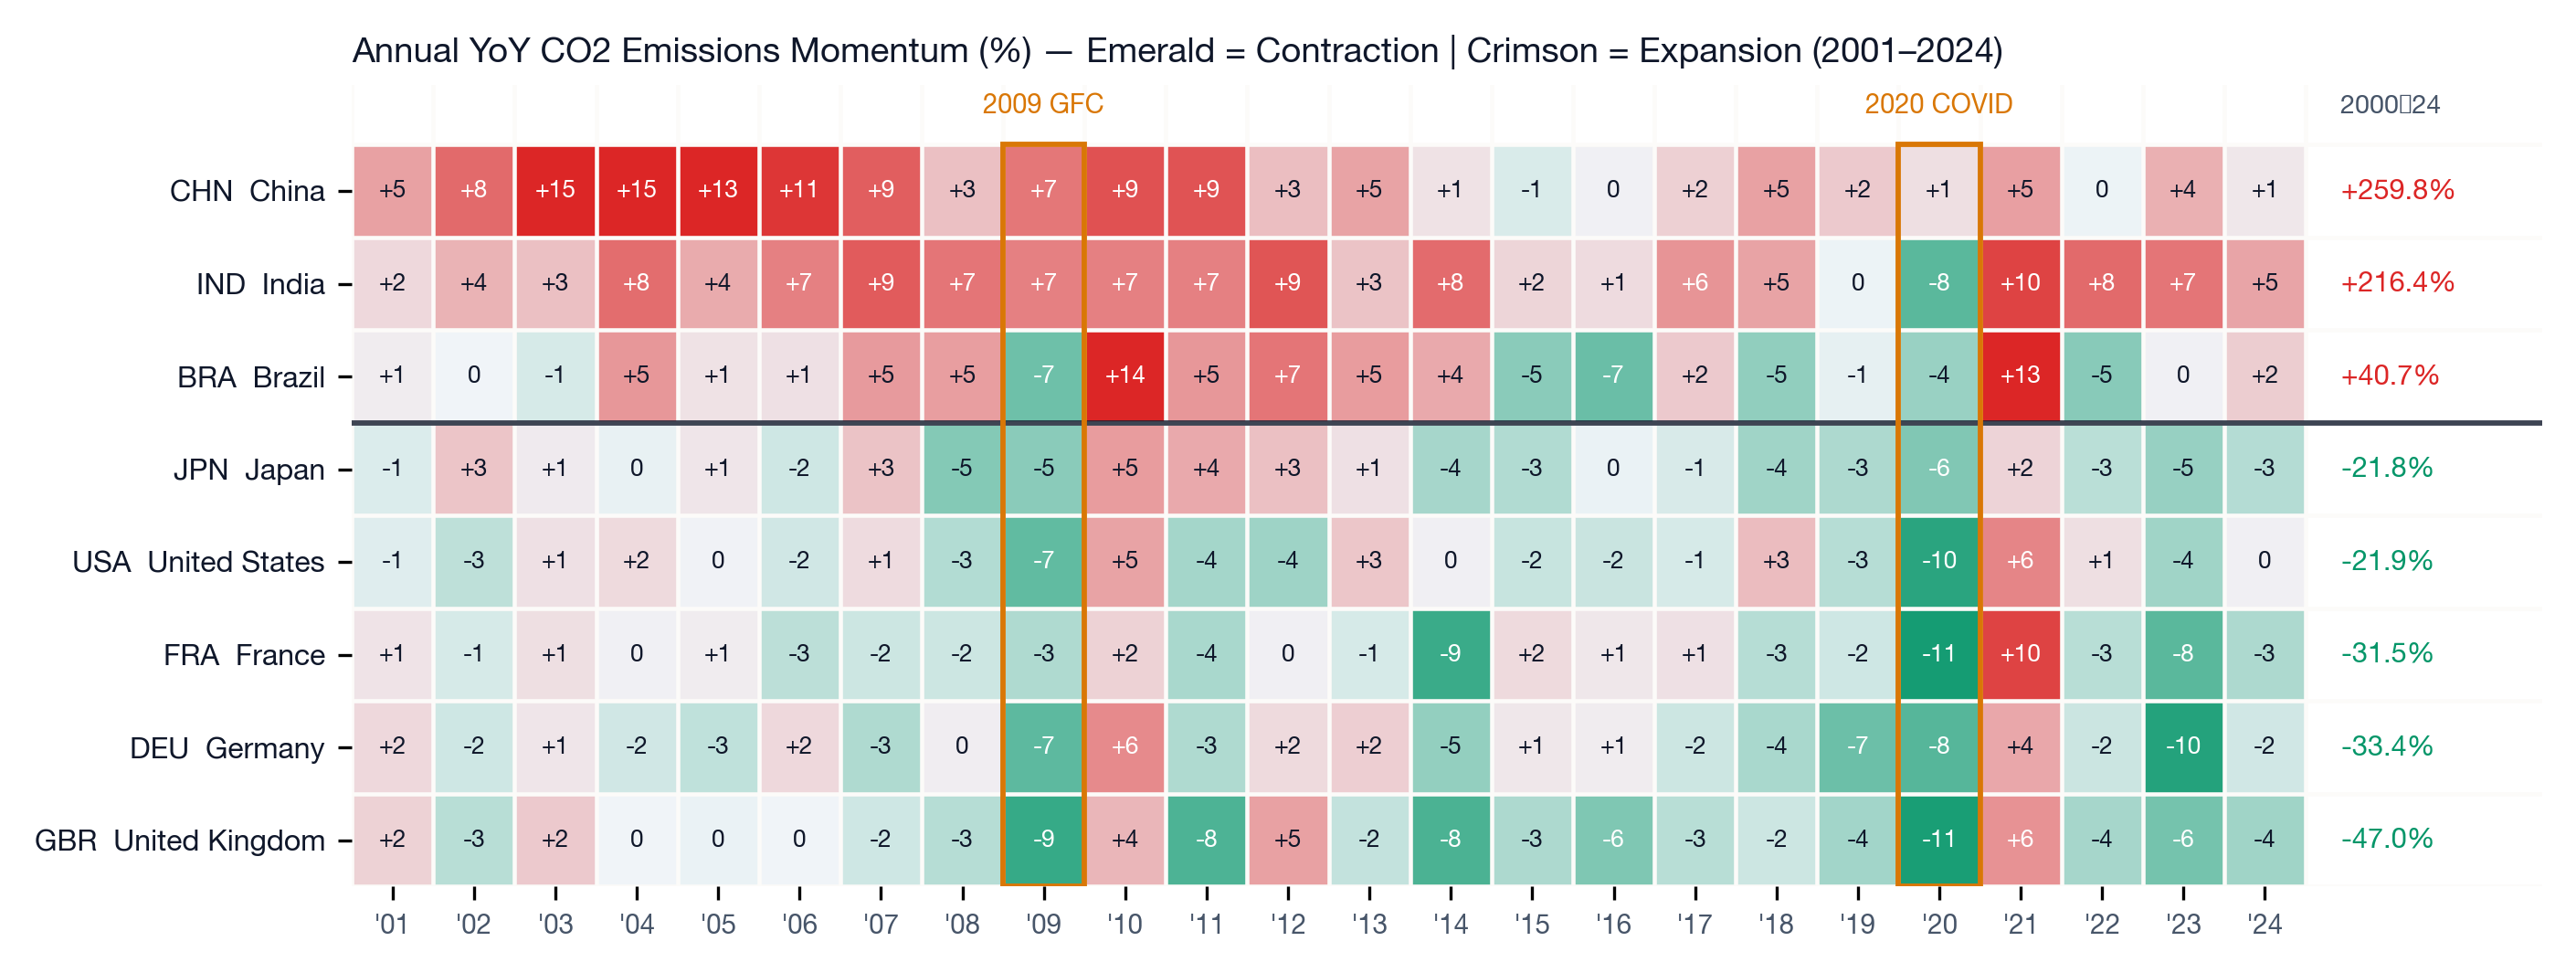 Annual YoY CO2 Emissions Momentum (%) — Emerald = Contraction | Crimson = Expansion (2001–2024)
2009 GFC 2020 COVID 2000▯24
CHN China +5 +8 +15 +15 +13 +11 +9 +3 +7 +9 +9 +3 +5 +1 -1 0 +2 +5 +2 +1 +5 0 +4 +1 +259.8%
IND India +2 +4 +3 +8 +4 +7 +9 +7 +7 +7 +7 +9 +3 +8 +2 +1 +6 +5 0 -8 +10 +8 +7 +5 +216.4%
BRA Brazil +1 0 -1 +5 +1 +1 +5 +5 -7 +14 +5 +7 +5 +4 -5 -7 +2 -5 -1 -4 +13 -5 0 +2 +40.7%
JPN Japan -1 +3 +1 0 +1 -2 +3 -5 -5 +5 +4 +3 +1 -4 -3 0 -1 -4 -3 -6 +2 -3 -5 -3 -21.8%
USA United States -1 -3 +1 +2 0 -2 +1 -3 -7 +5 -4 -4 +3 0 -2 -2 -1 +3 -3 -10 +6 +1 -4 0 -21.9%
FRA France +1 -1 +1 0 +1 -3 -2 -2 -3 +2 -4 0 -1 -9 +2 +1 +1 -3 -2 -11 +10 -3 -8 -3 -31.5%
DEU Germany +2 -2 +1 -2 -3 +2 -3 0 -7 +6 -3 +2 +2 -5 +1 +1 -2 -4 -7 -8 +4 -2 -10 -2 -33.4%
GBR United Kingdom +2 -3 +2 0 0 0 -2 -3 -9 +4 -8 +5 -2 -8 -3 -6 -3 -2 -4 -11 +6 -4 -6 -4 -47.0%
'01 '02 '03 '04 '05 '06 '07 '08 '09 '10 '11 '12 '13 '14 '15 '16 '17 '18 '19 '20 '21 '22 '23 '24